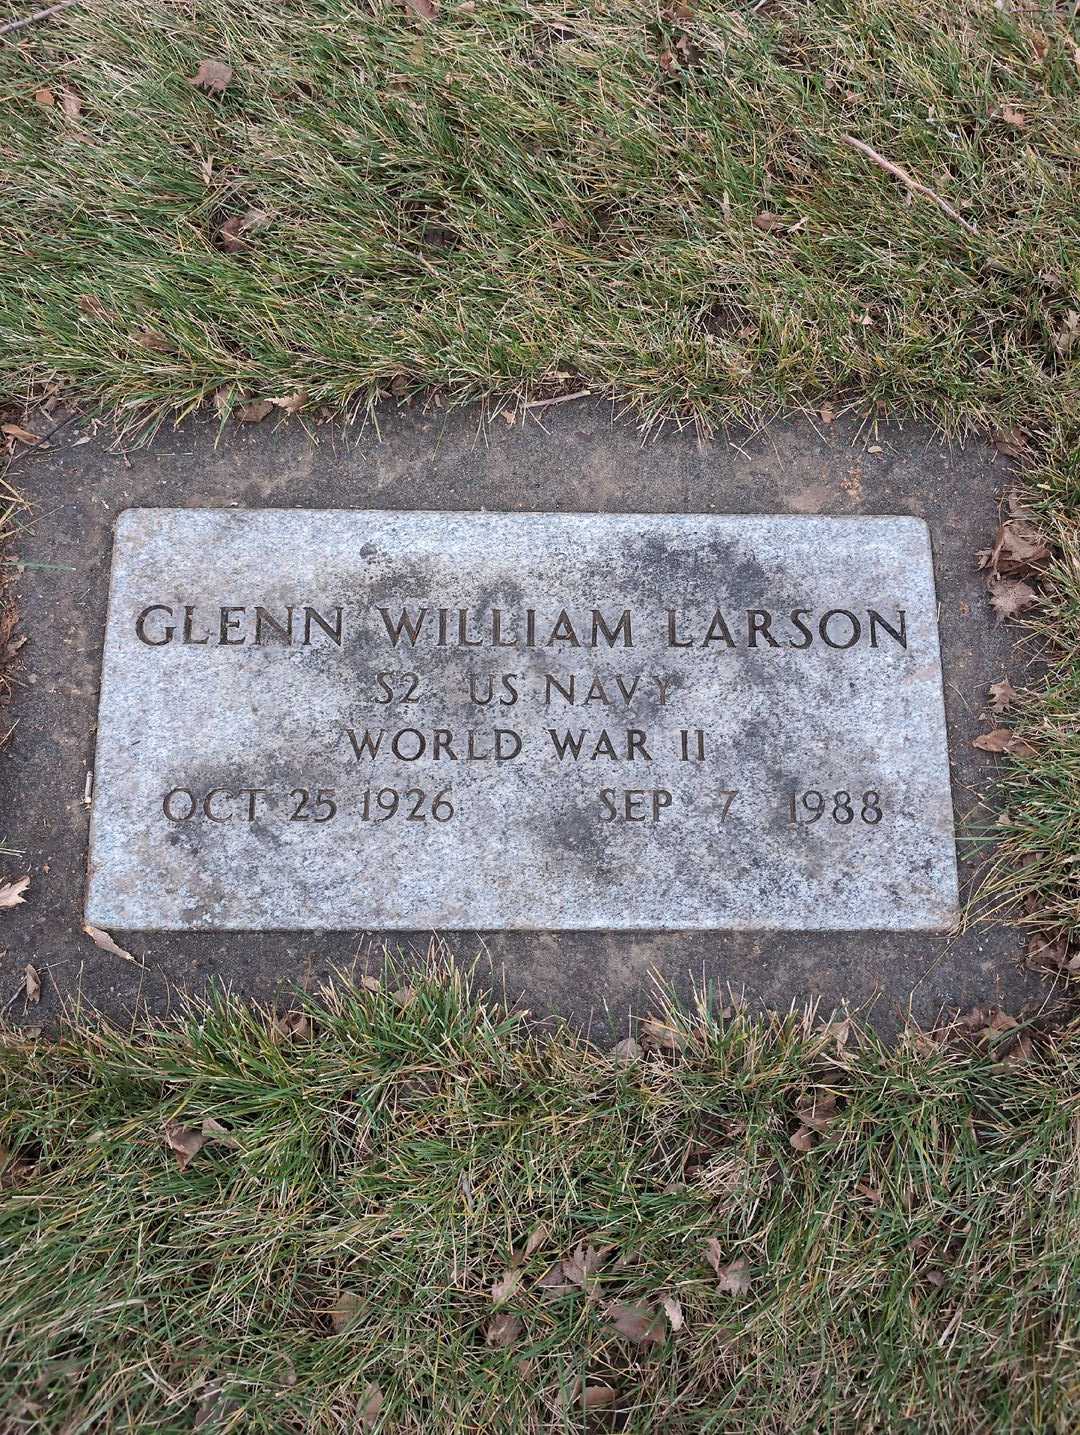 GLENN WILLIAM LARSON
S2 US NAVY
WORLD WAR II
OCT 25 1926 SEP 7 1988